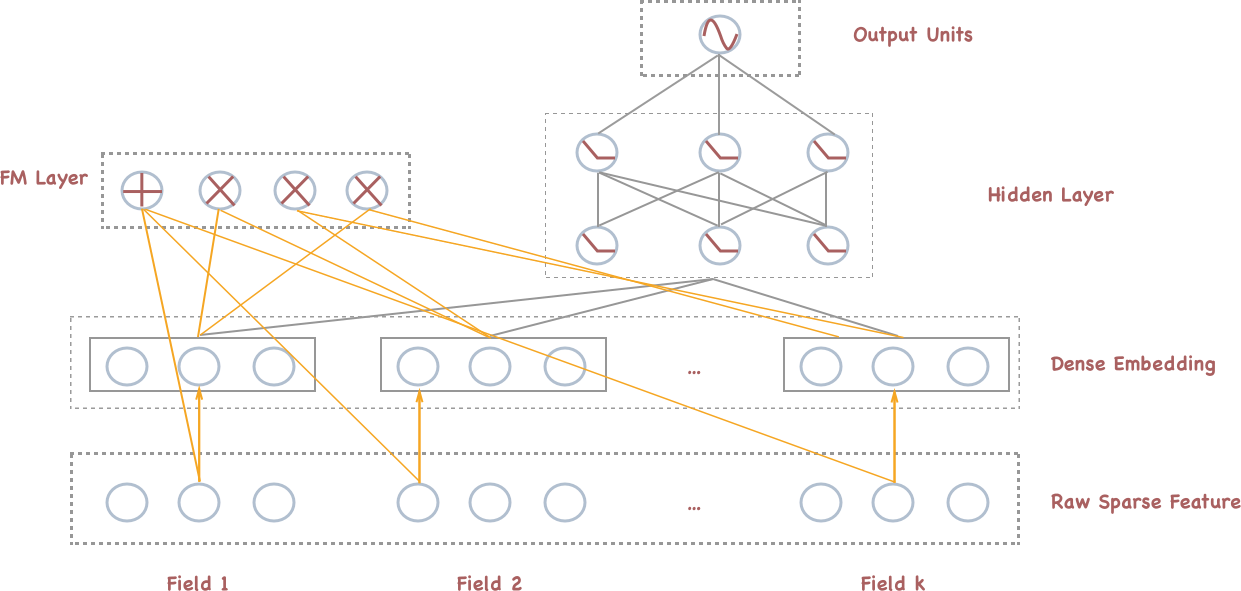 Output Units
FM Layer
Hidden Layer
Dense Embedding
...
Raw Sparse Feature
...
Field 1
Field 2
Field k